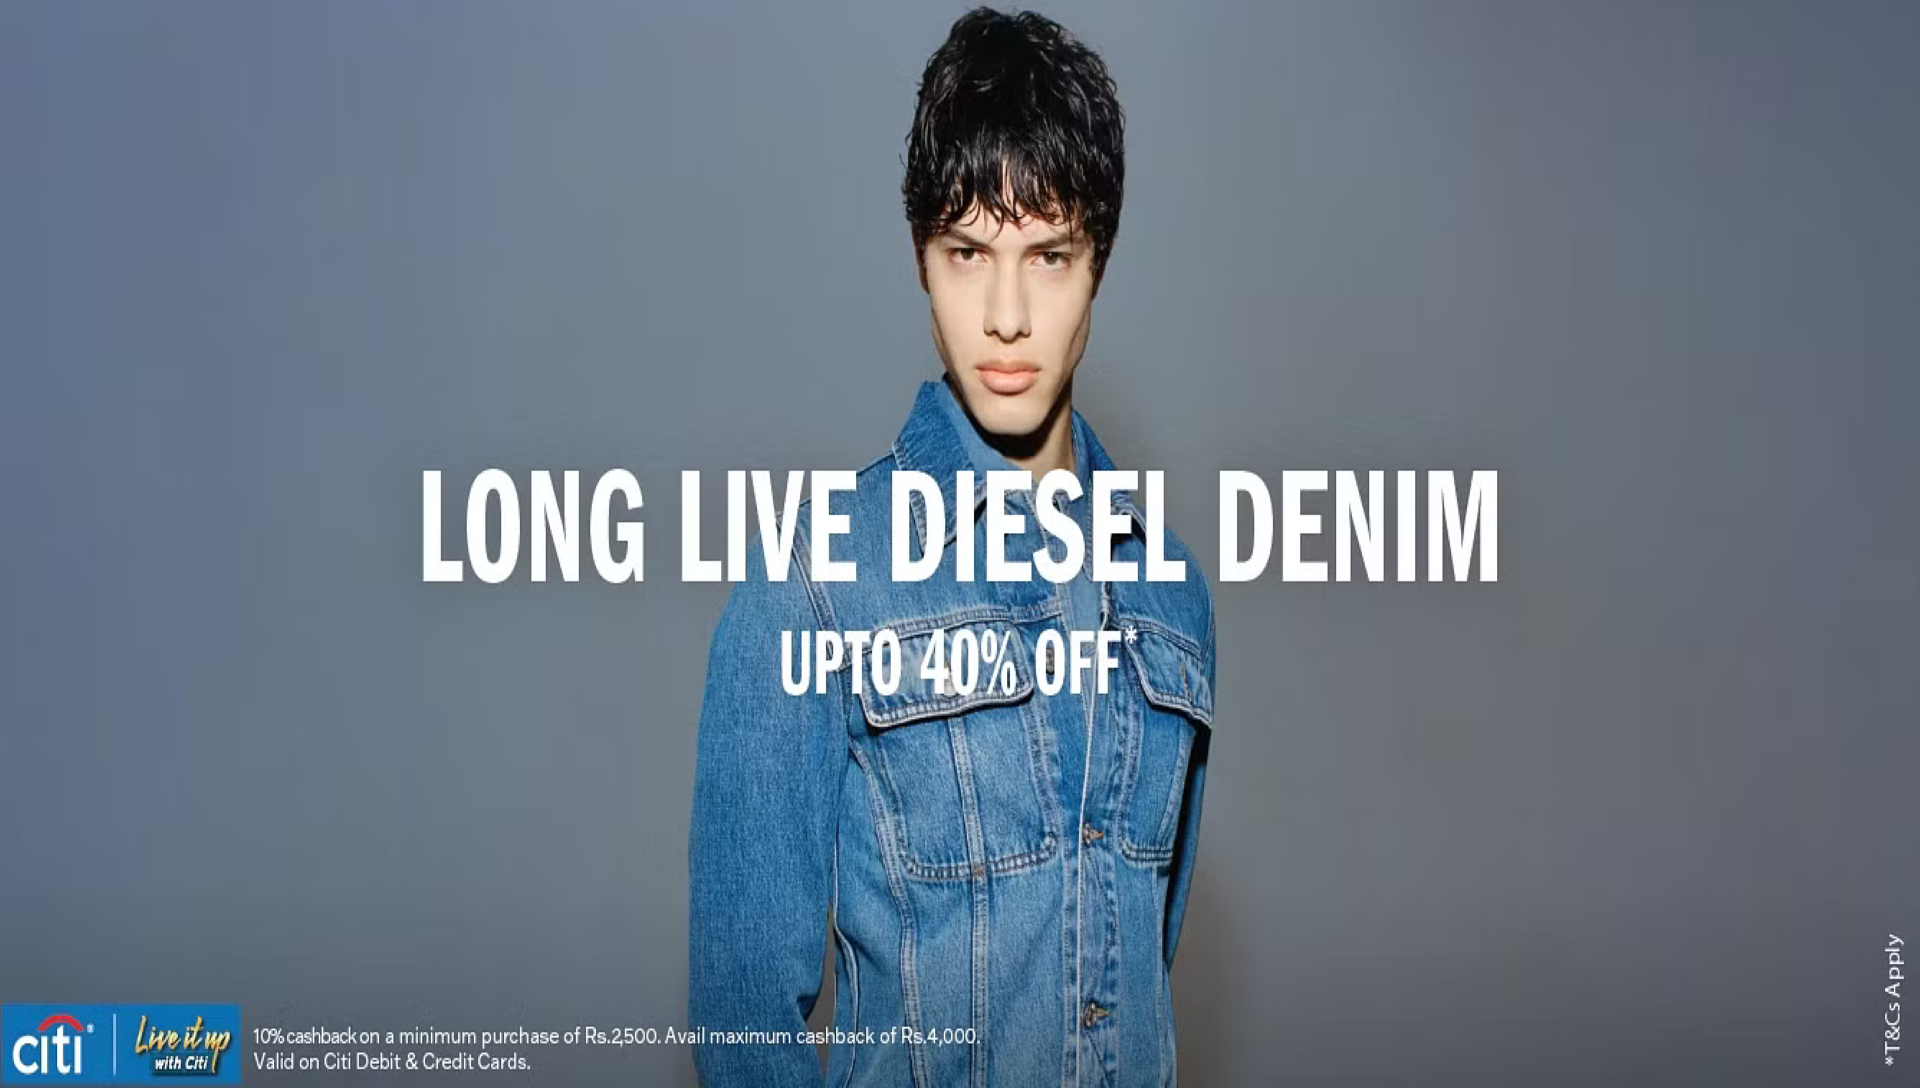 LONG LIVE DIESEL DENIM
UPTO 40% OFF*
citi®
Live it up
with Citi
10% cashback on a minimum purchase of Rs.2,500. Avail maximum cashback of Rs.4,000.
Valid on Citi Debit & Credit Cards.
*T&Cs Apply